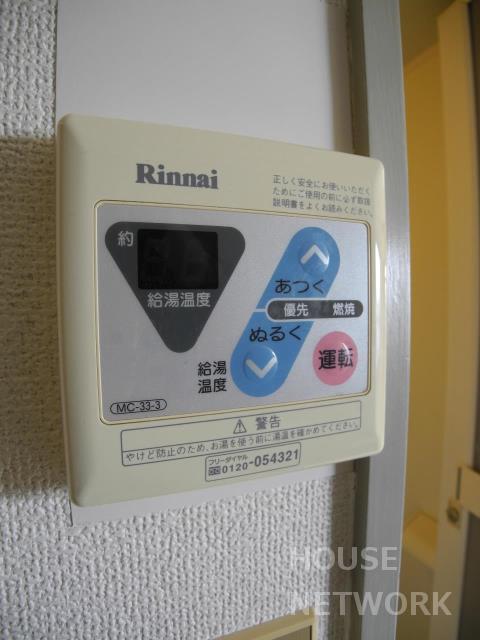 Rinnai
正しく安全にお使いいただく
ためにご使用の前に必ず取扱
説明書をよくお読みください。
約
給湯温度
あつく
優先 燃焼
ぬるく
給湯
温度
運転
MC-33-3
警告
やけど防止のため、お湯を使う前に湯温を確かめてください。
フリーダイヤル
0120-054321
HOUSE
NETWORK